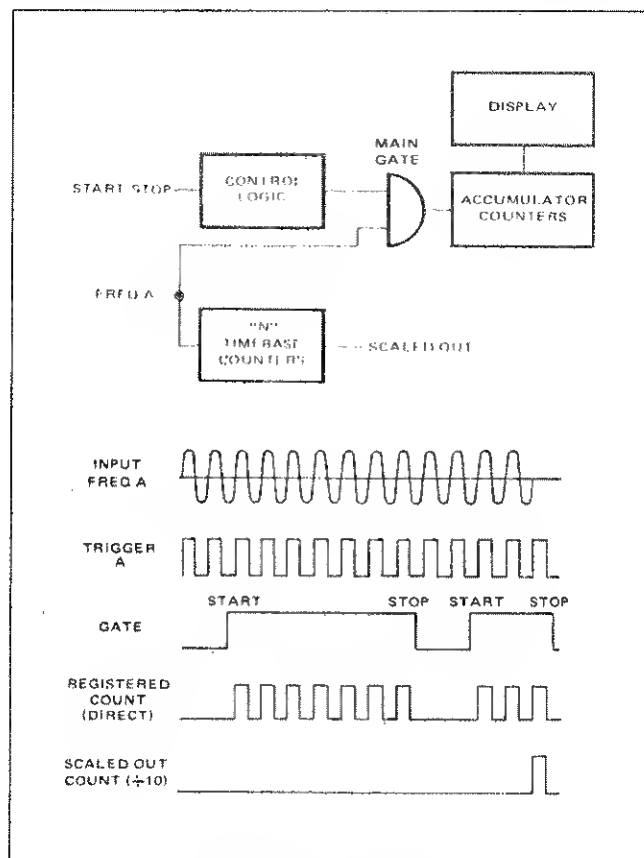 DISPLAY
MAIN
GATE
START STOP
CONTROL
LOGIC
ACCUMULATOR
COUNTERS
FREQ A
"N"
TIMEBASE
COUNTERS
SCALED OUT
INPUT
FREQ A
TRIGGER
A
START STOP START STOP
GATE
REGISTERED
COUNT
(DIRECT)
SCALED OUT
COUNT (÷10)